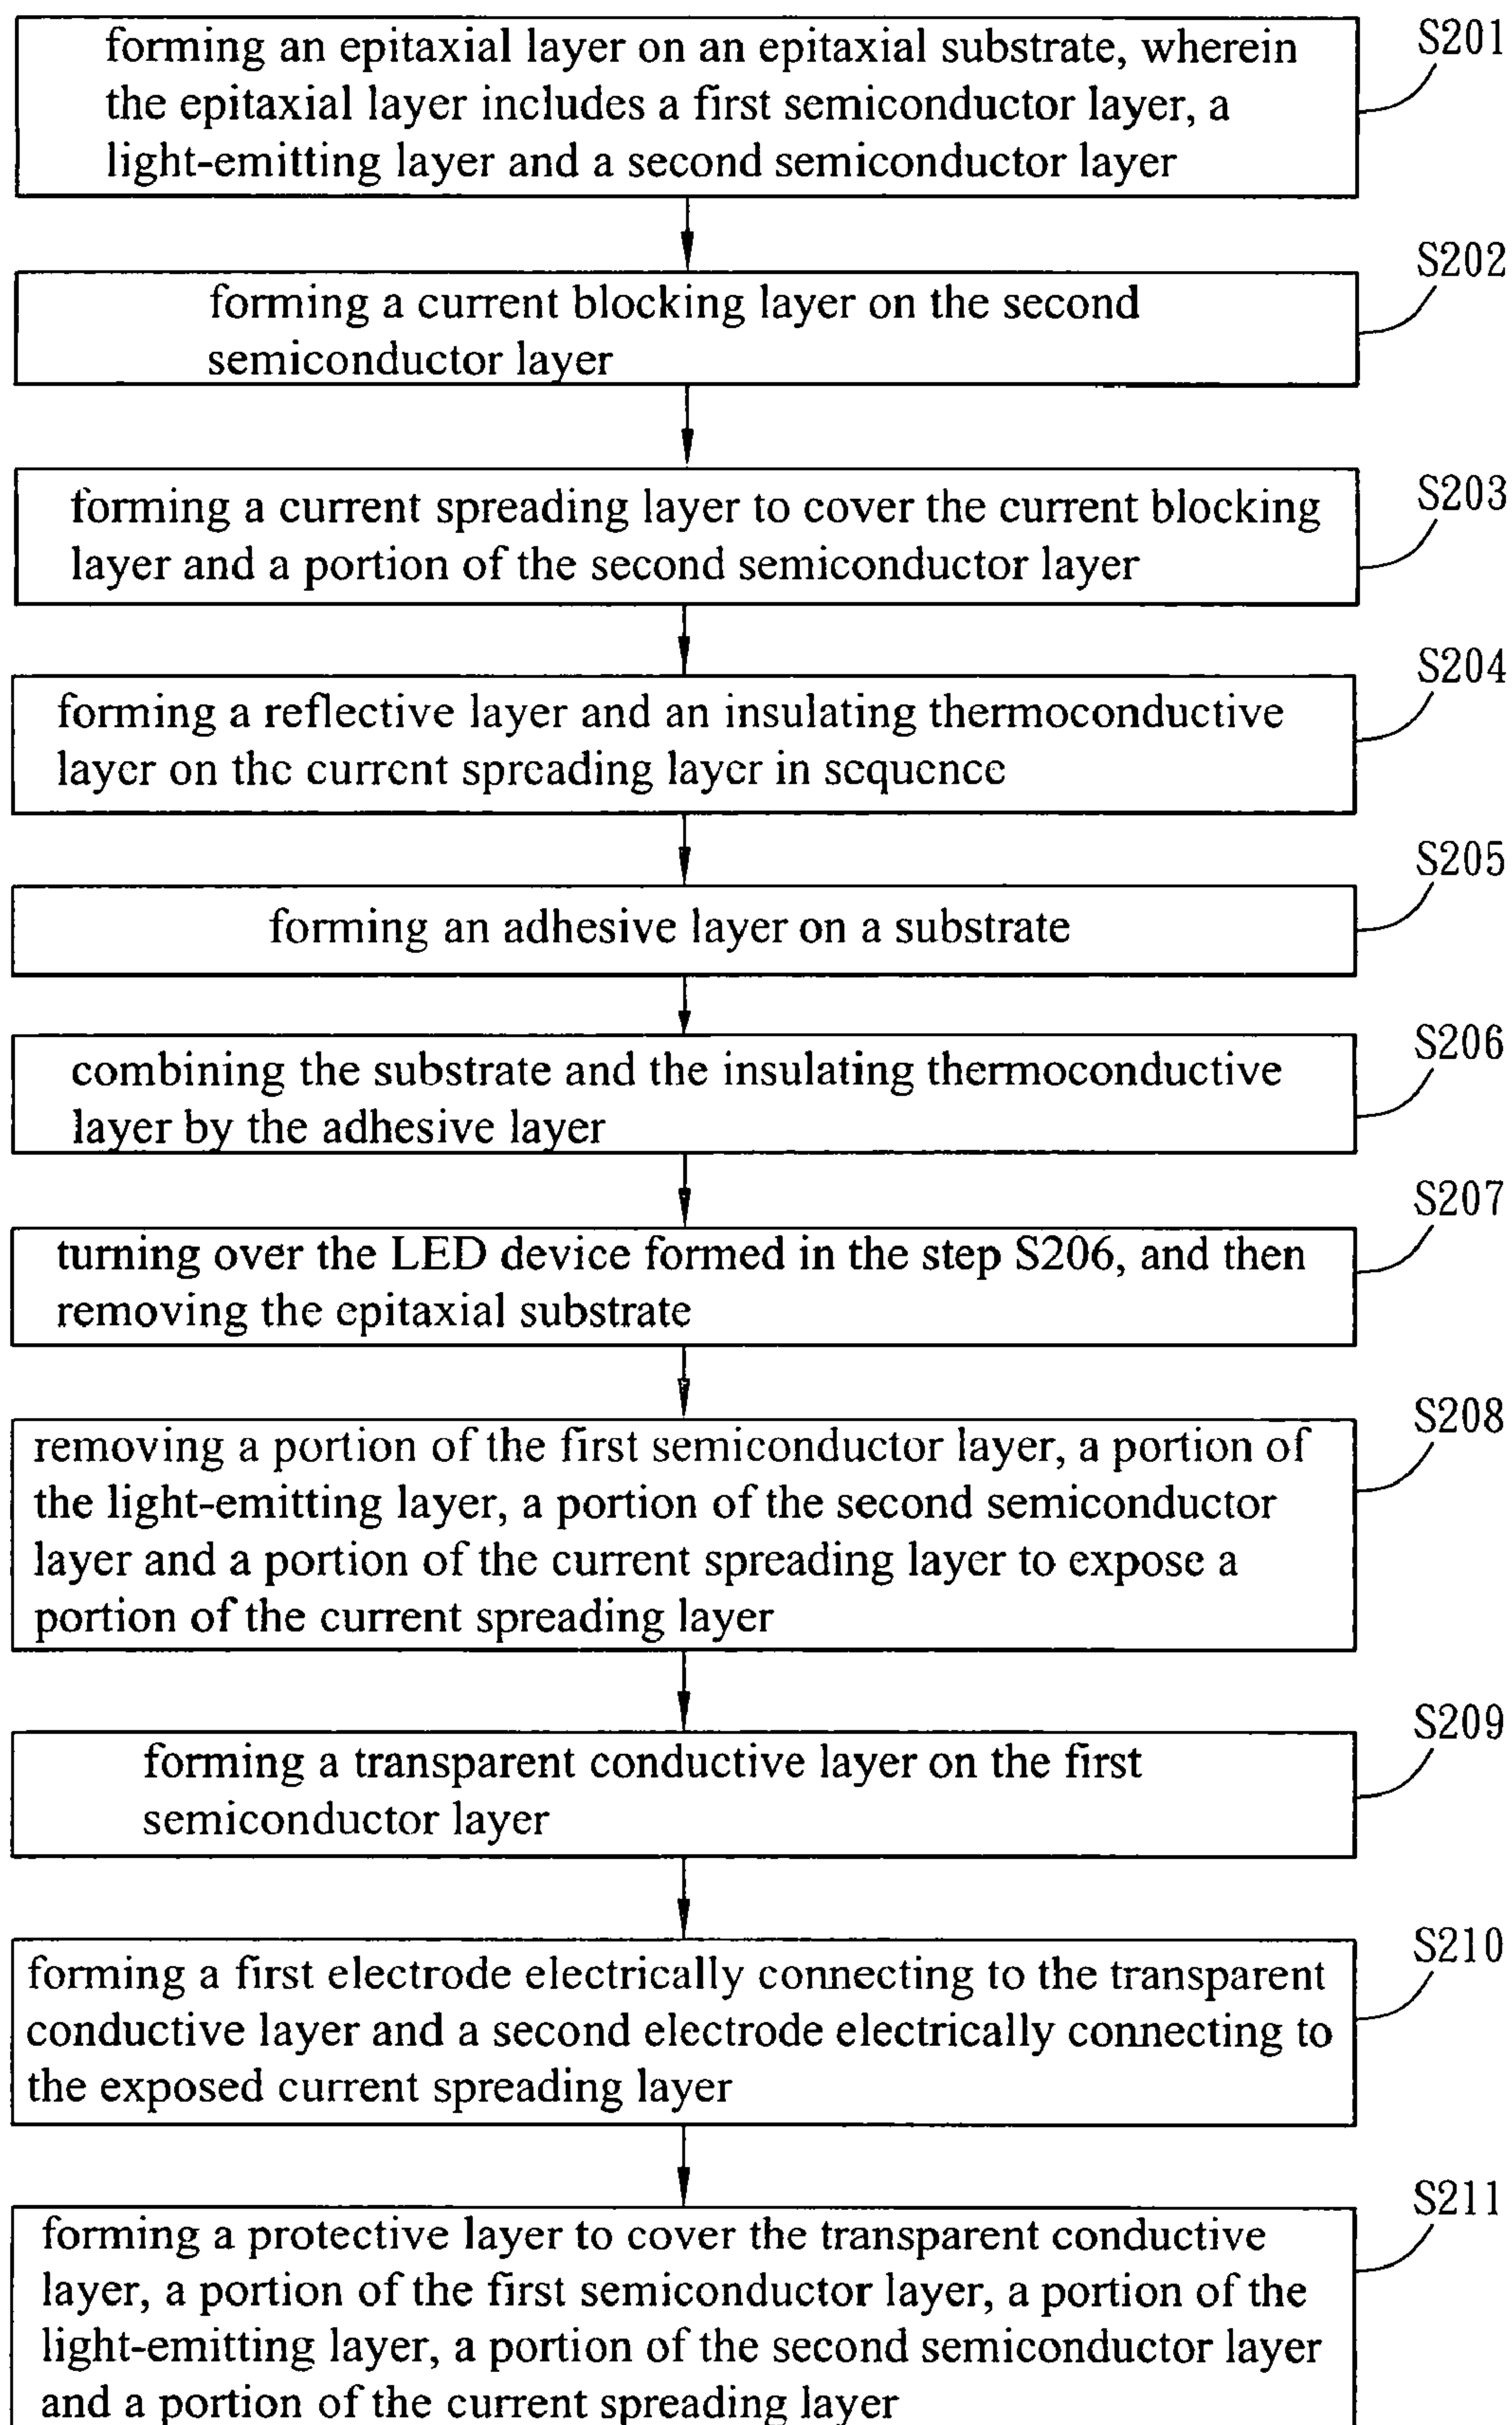 S201
forming an epitaxial layer on an epitaxial substrate, wherein
the epitaxial layer includes a first semiconductor layer, a
light-emitting layer and a second semiconductor layer
S202
forming a current blocking layer on the second
semiconductor layer
S203
forming a current spreading layer to cover the current blocking
layer and a portion of the second semiconductor layer
S204
forming a reflective layer and an insulating thermoconductive
layer on the current spreading layer in sequence
S205
forming an adhesive layer on a substrate
S206
combining the substrate and the insulating thermoconductive
layer by the adhesive layer
S207
turning over the LED device formed in the step S206, and then
removing the epitaxial substrate
S208
removing a portion of the first semiconductor layer, a portion of
the light-emitting layer, a portion of the second semiconductor
layer and a portion of the current spreading layer to expose a
portion of the current spreading layer
S209
forming a transparent conductive layer on the first
semiconductor layer
S210
forming a first electrode electrically connecting to the transparent
conductive layer and a second electrode electrically connecting to
the exposed current spreading layer
S211
forming a protective layer to cover the transparent conductive
layer, a portion of the first semiconductor layer, a portion of the
light-emitting layer, a portion of the second semiconductor layer
and a portion of the current spreading layer